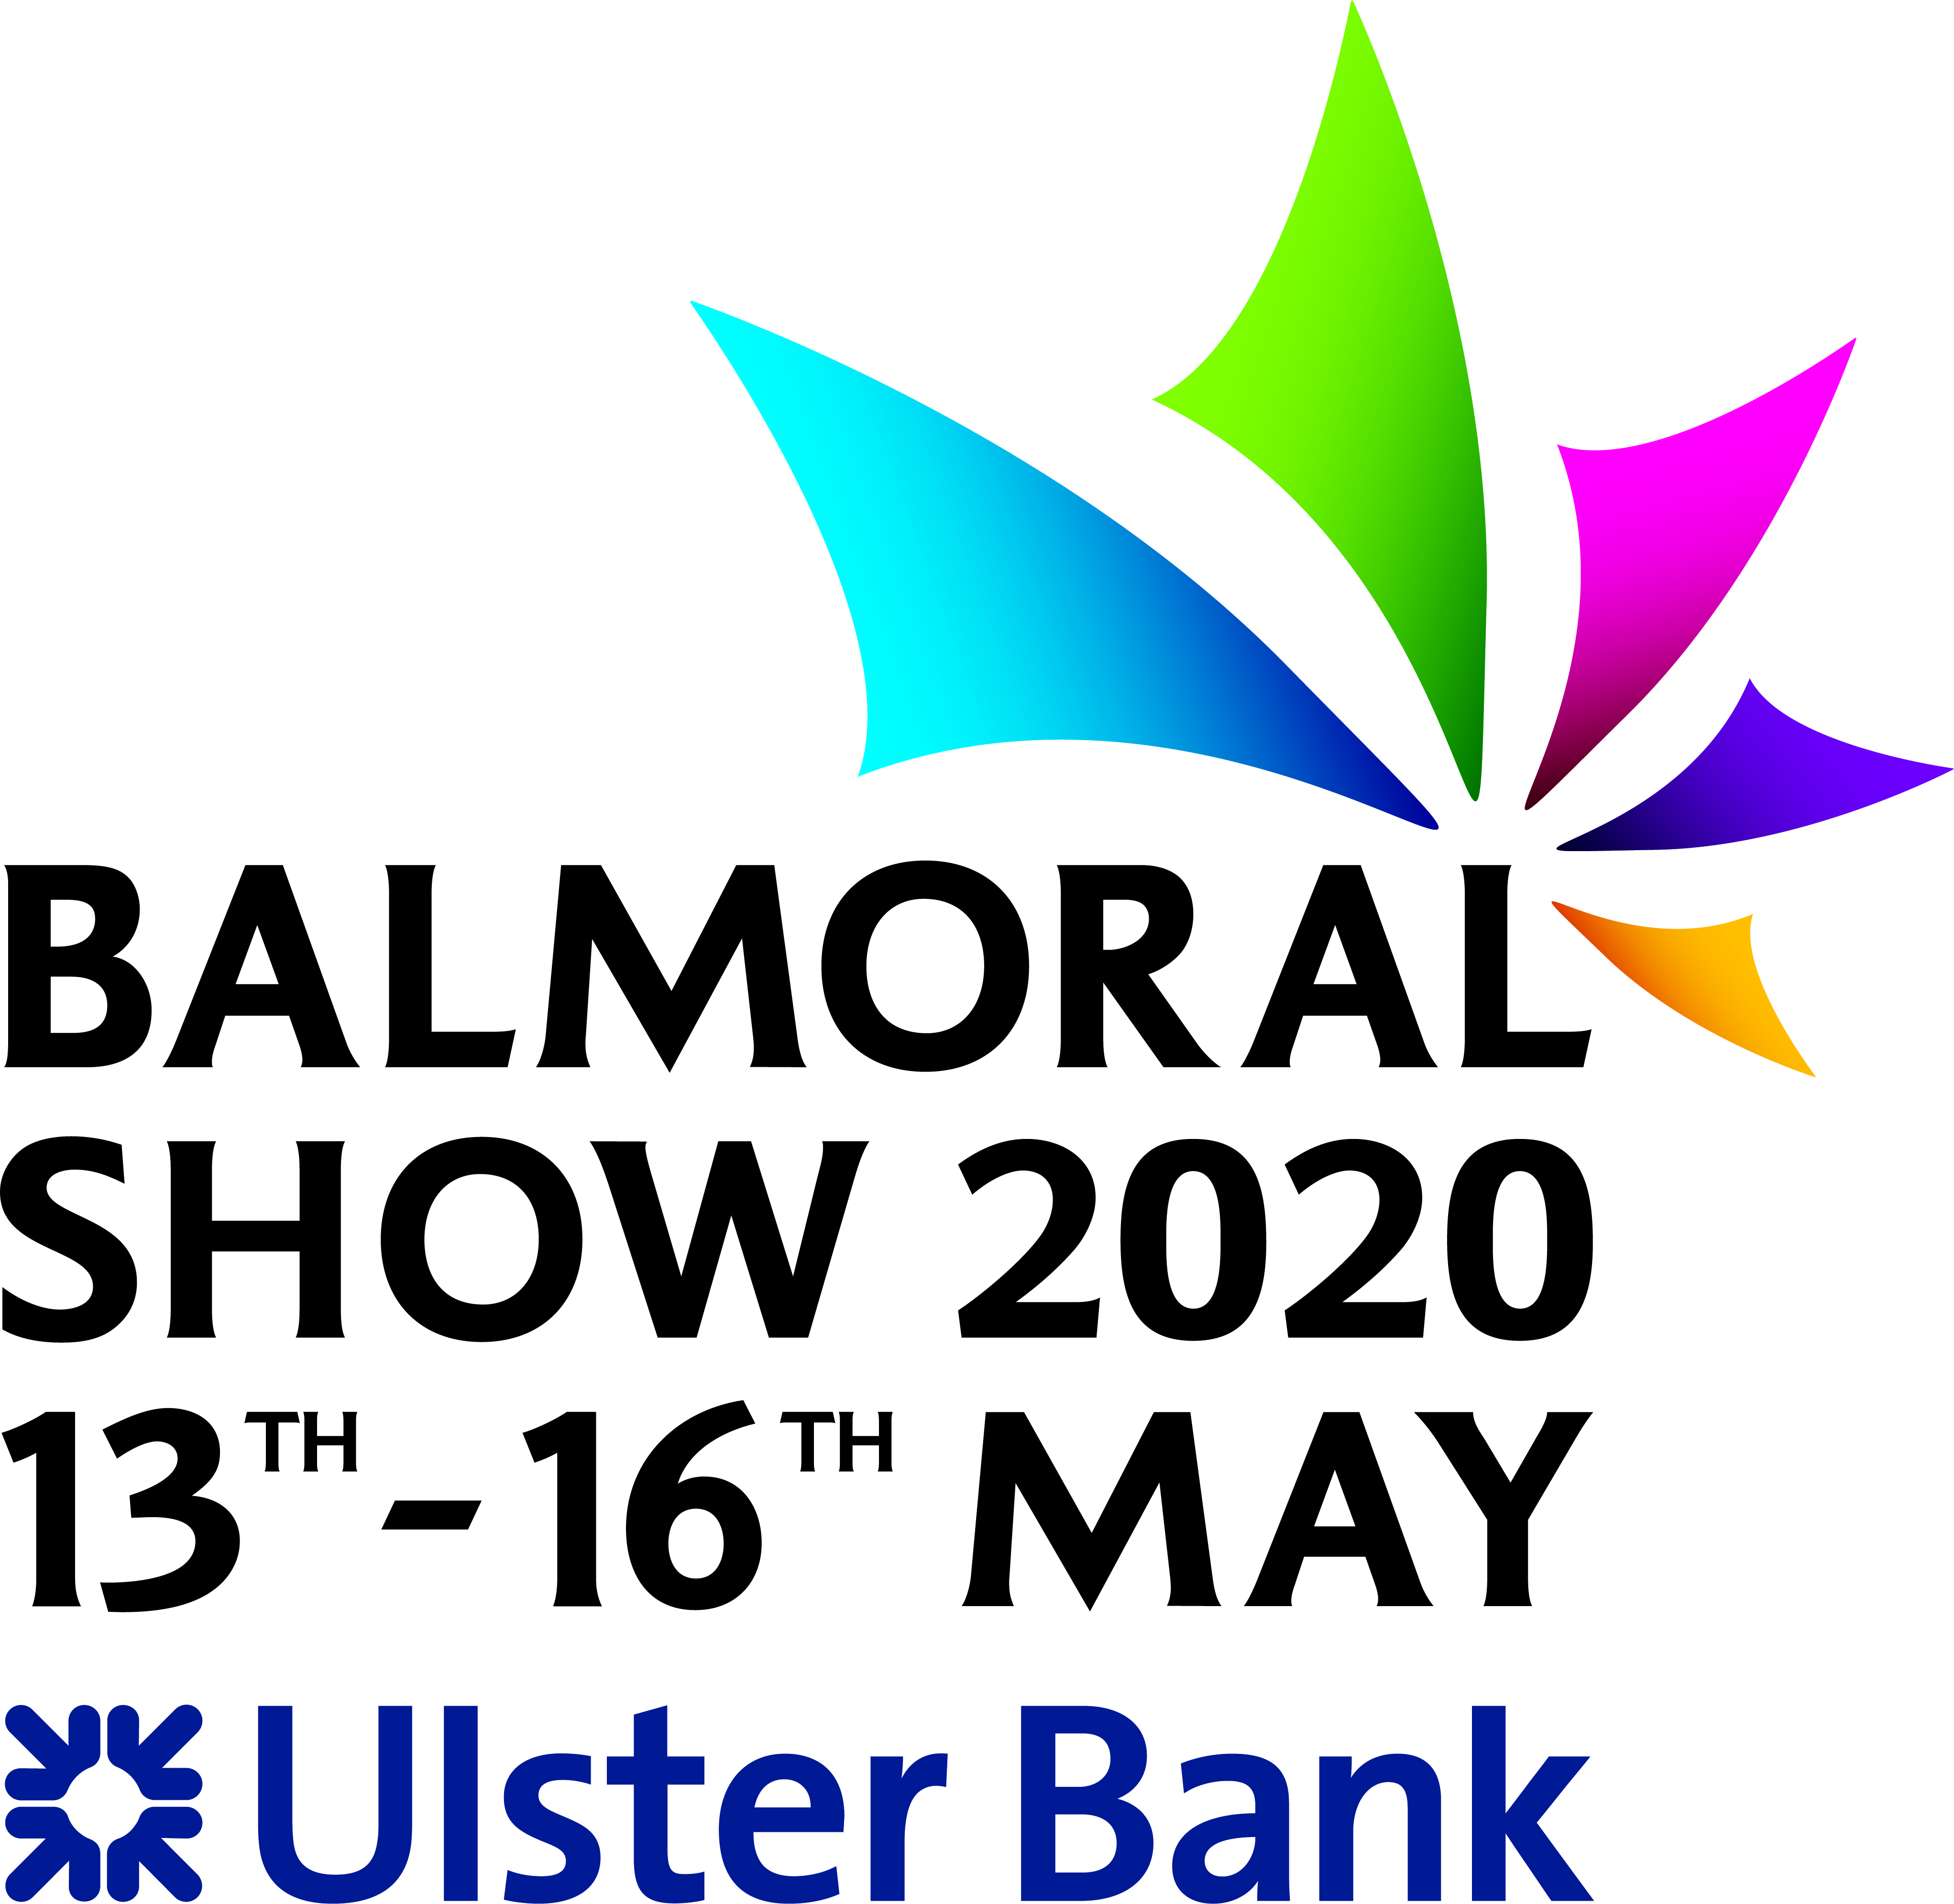 BALMORAL
SHOW 2020
13TH - 16TH MAY
Ulster Bank